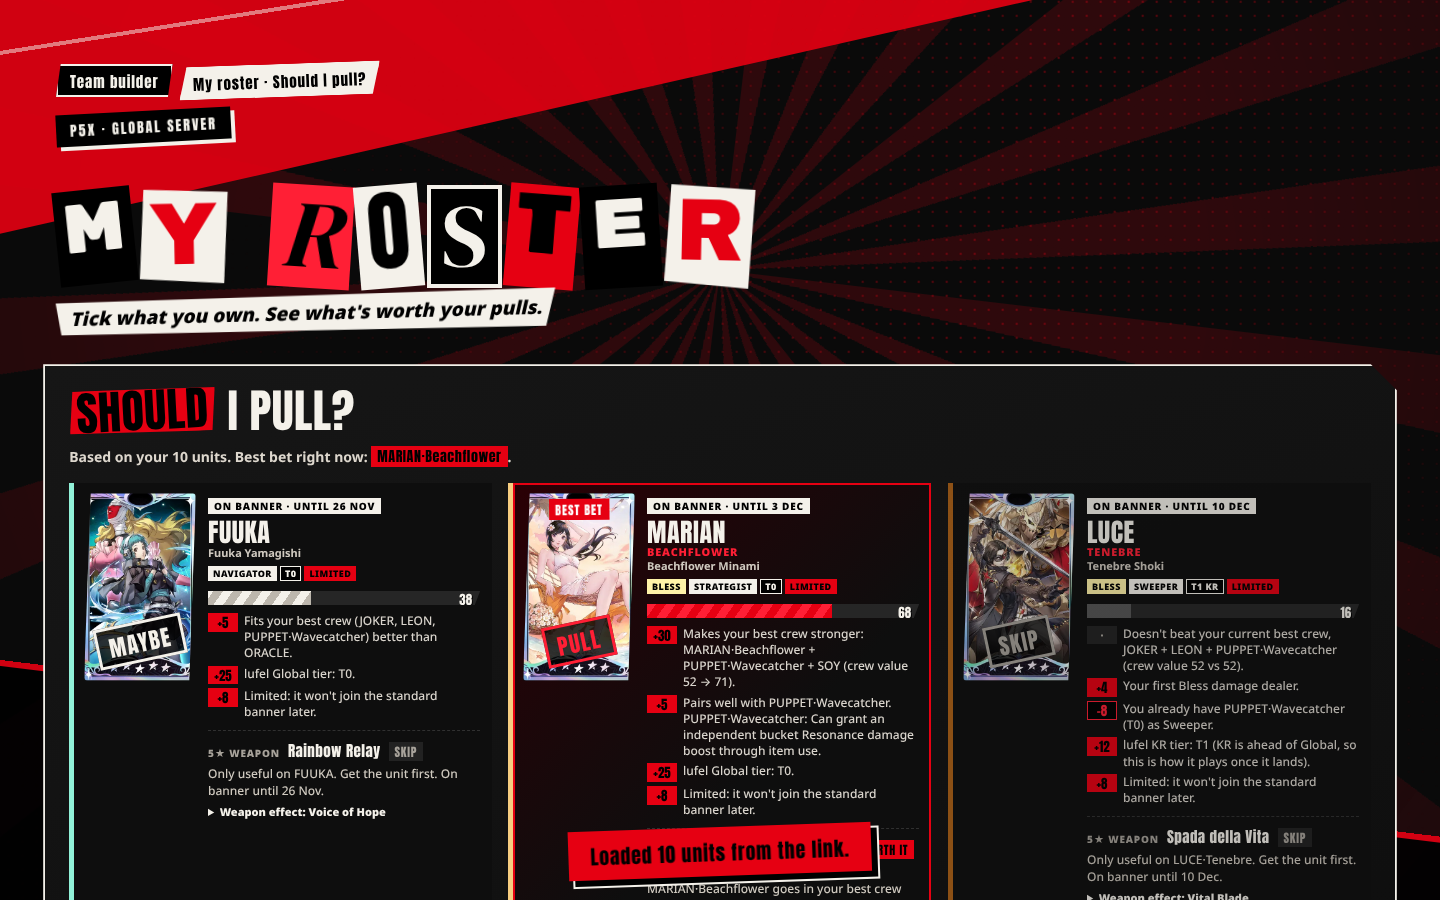 Team builder
My roster · Should I pull?
P5X · GLOBAL SERVER
MY ROSTER
Tick what you own. See what's worth your pulls.
SHOULD I PULL?
Based on your 10 units. Best bet right now: MARIAN·Beachflower.
MAYBE
ON BANNER · UNTIL 26 NOV
FUUKA
Fuuka Yamagishi
NAVIGATOR T0 LIMITED
38
+5 Fits your best crew (JOKER, LEON,
PUPPET·Wavecatcher) better than
ORACLE.
+25 lufel Global tier: T0.
+8 Limited: it won't join the standard
banner later.
5★ WEAPON Rainbow Relay SKIP
Only useful on FUUKA. Get the unit first. On
banner until 26 Nov.
▶ Weapon effect: Voice of Hope
BEST BET
PULL
ON BANNER · UNTIL 3 DEC
MARIAN
BEACHFLOWER
Beachflower Minami
BLESS STRATEGIST T0 LIMITED
68
+30 Makes your best crew stronger:
MARIAN·Beachflower +
PUPPET·Wavecatcher + SOY (crew value
52 → 71).
+5 Pairs well with PUPPET·Wavecatcher.
PUPPET·Wavecatcher: Can grant an
independent bucket Resonance damage
boost through item use.
+25 lufel Global tier: T0.
+8 Limited: it won't join the standard
banner later.
RTH IT
MARIAN·Beachflower goes in your best crew
SKIP
ON BANNER · UNTIL 10 DEC
LUCE
TENEBRE
Tenebre Shoki
BLESS SWEEPER T1 KR LIMITED
16
· Doesn't beat your current best crew,
JOKER + LEON + PUPPET·Wavecatcher
(crew value 52 vs 52).
+4 Your first Bless damage dealer.
-8 You already have PUPPET·Wavecatcher
(T0) as Sweeper.
+12 lufel KR tier: T1 (KR is ahead of Global, so
this is how it plays once it lands).
+8 Limited: it won't join the standard
banner later.
5★ WEAPON Spada della Vita SKIP
Only useful on LUCE·Tenebre. Get the unit first.
On banner until 10 Dec.
▶ Weapon effect: Vital Blade
Loaded 10 units from the link.